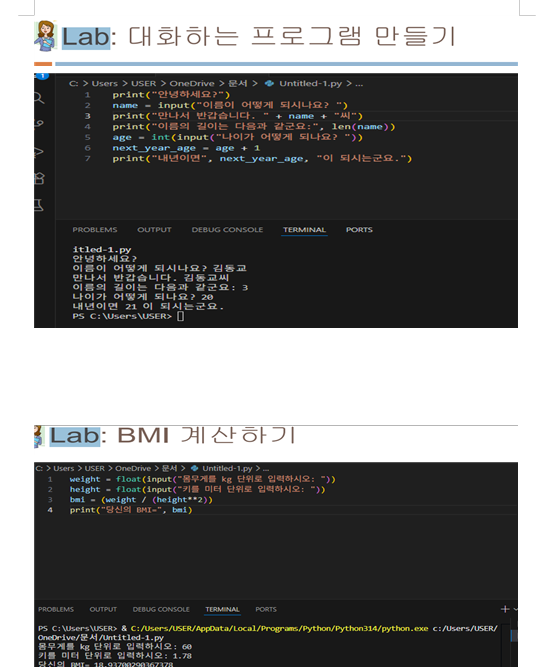 Lab: 대화하는 프로그램 만들기
1
C: > Users > USER > OneDrive > 문서 > Untitled-1.py > ...
1 print("안녕하세요?")
2 name = input("이름이 어떻게 되시나요? ")
3 print("만나서 반갑습니다. " + name + "씨")
4 print("이름의 길이는 다음과 같군요:", len(name))
5 age = int(input("나이가 어떻게 되나요? "))
6 next_year_age = age + 1
7 print("내년이면", next_year_age, "이 되시는군요.")
PROBLEMS OUTPUT DEBUG CONSOLE TERMINAL PORTS
itled-1.py
안녕하세요?
이름이 어떻게 되시나요? 김동교
만나서 반갑습니다. 김동교씨
이름의 길이는 다음과 같군요: 3
나이가 어떻게 되나요? 20
내년이면 21 이 되시는군요.
PS C:\Users\USER>
Lab: BMI 계산하기
C: > Users > USER > OneDrive > 문서 > Untitled-1.py > ...
1 weight = float(input("몸무게를 kg 단위로 입력하시오: "))
2 height = float(input("키를 미터 단위로 입력하시오: "))
3 bmi = (weight / (height**2))
4 print("당신의 BMI=", bmi)
PROBLEMS OUTPUT DEBUG CONSOLE TERMINAL PORTS
PS C:\Users\USER> & C:/Users/USER/AppData/Local/Programs/Python/Python314/python.exe c:/Users/USER/
OneDrive/문서/Untitled-1.py
몸무게를 kg 단위로 입력하시오: 60
키를 미터 단위로 입력하시오: 1.78
당신의 BMI= 18.93700290367378